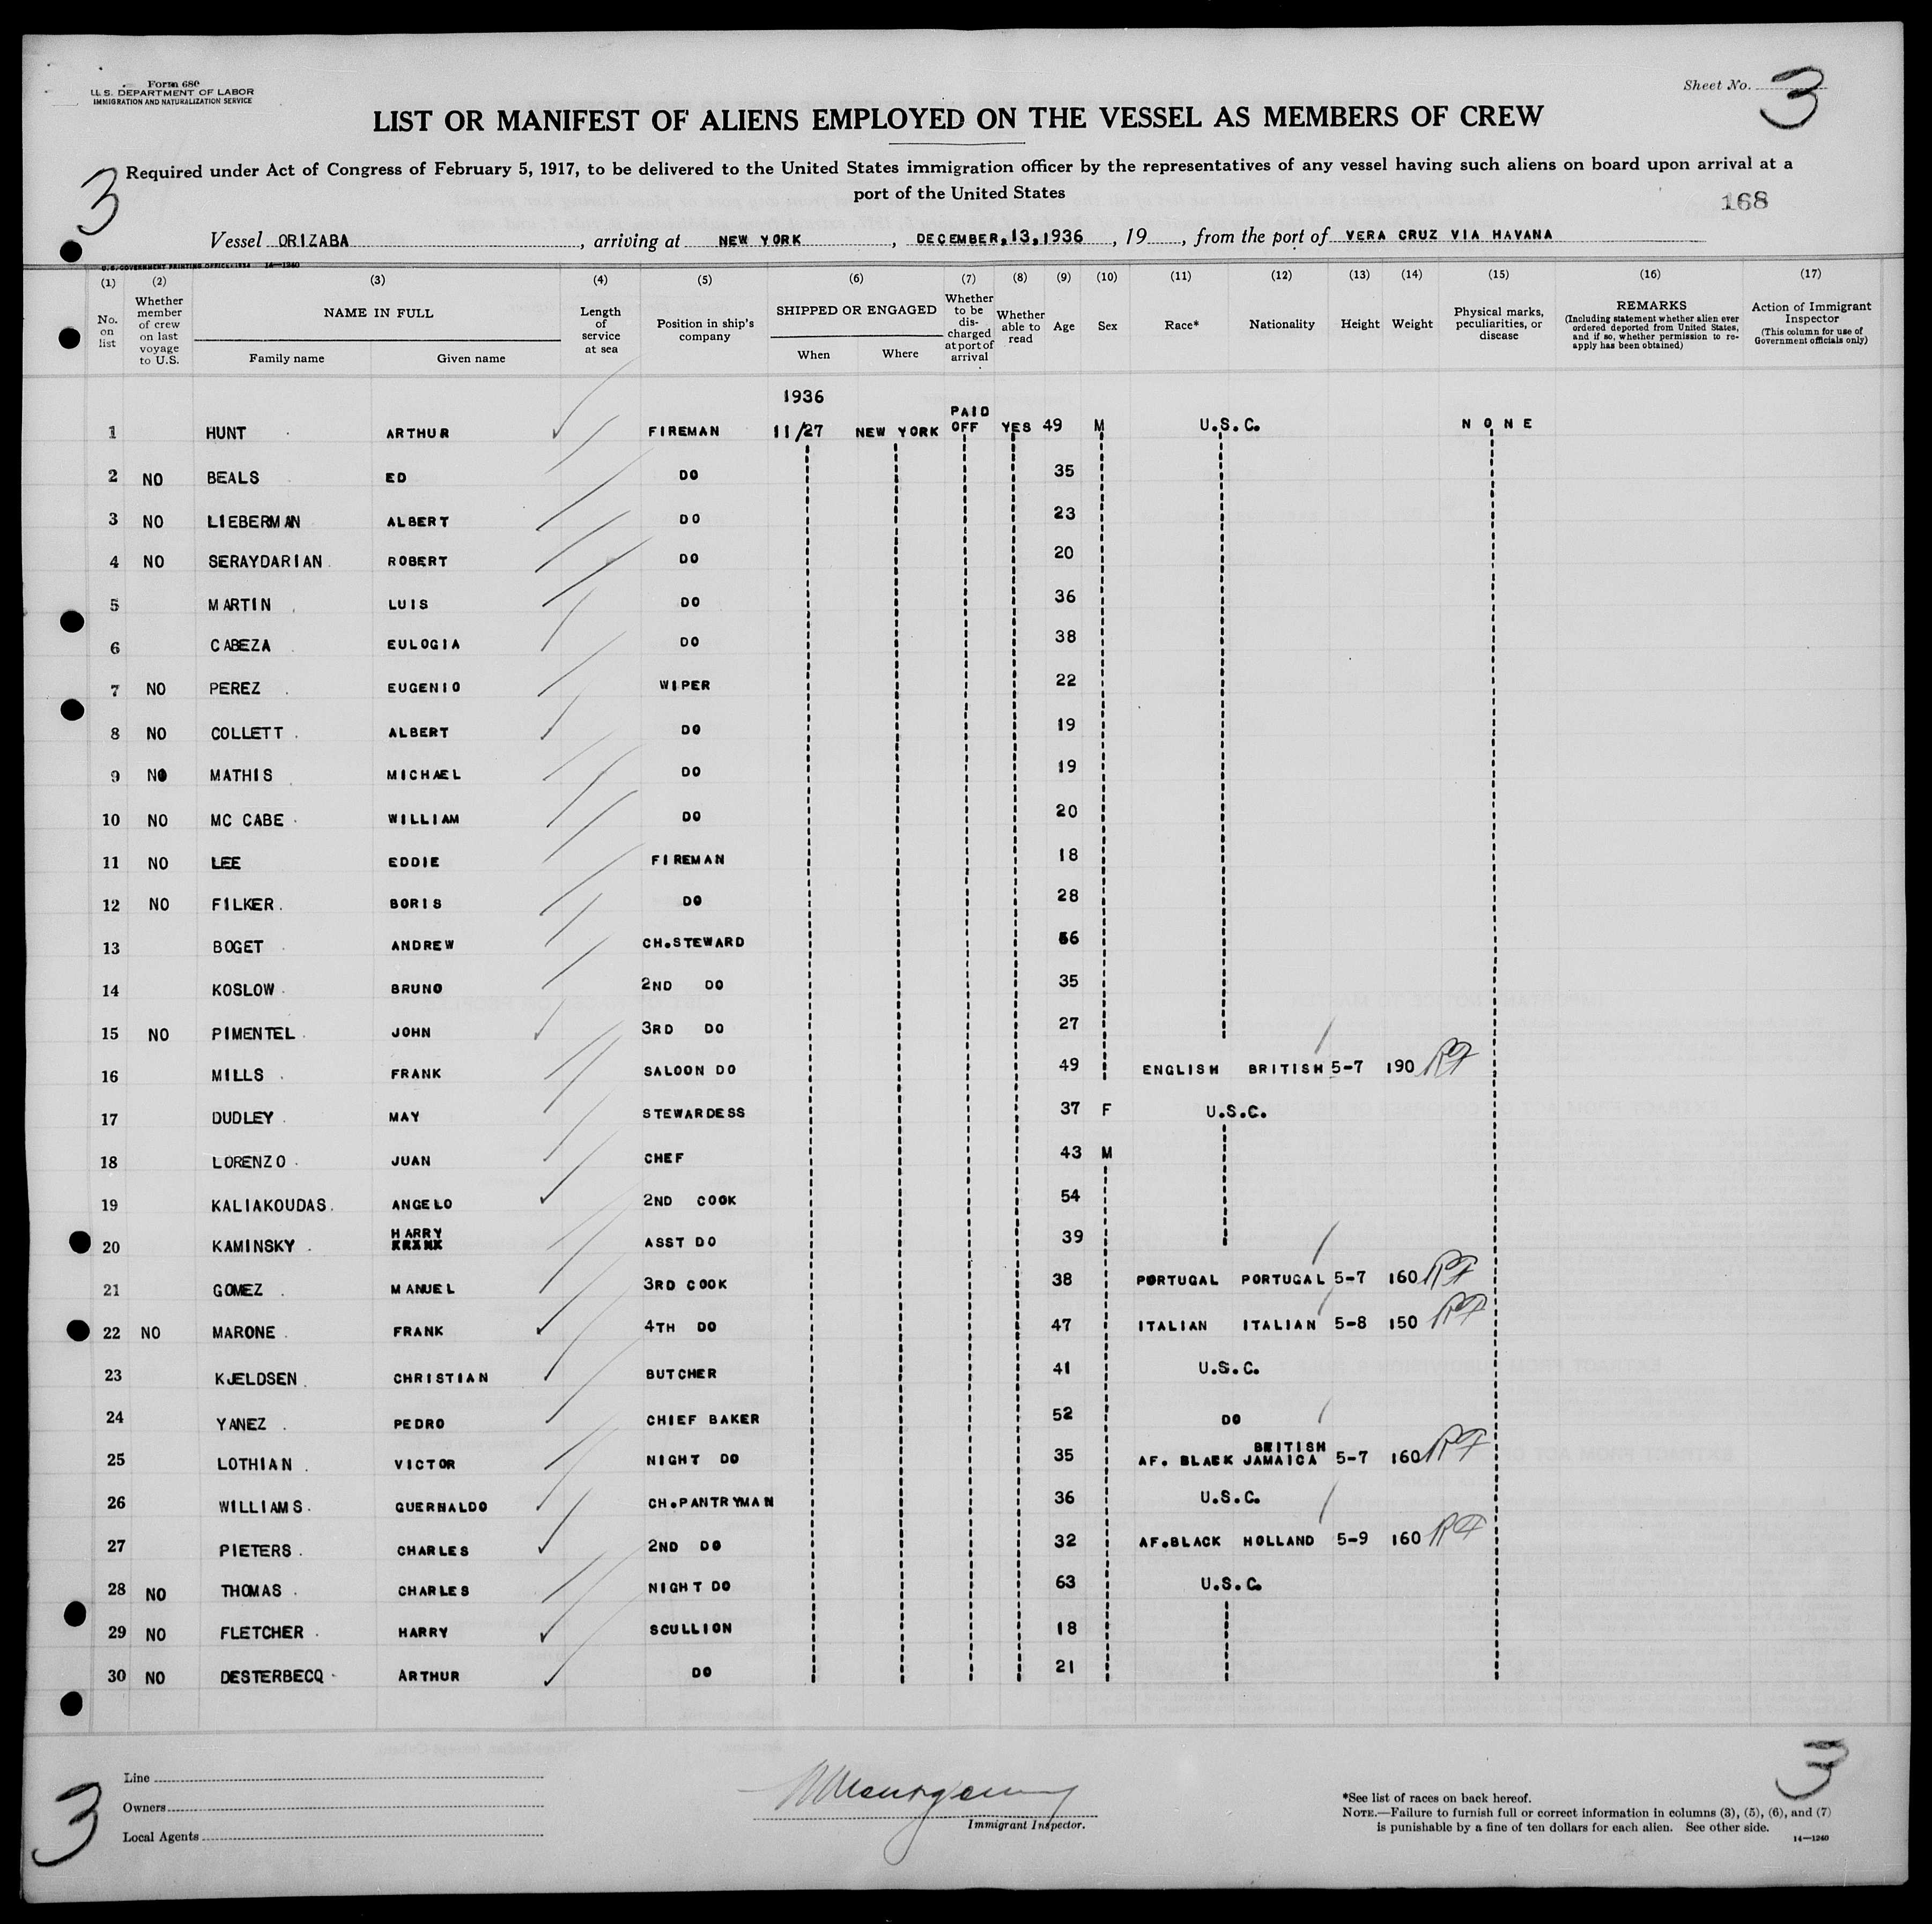 Form 680
U. S. DEPARTMENT OF LABOR
IMMIGRATION AND NATURALIZATION SERVICE
Sheet No. 3
LIST OR MANIFEST OF ALIENS EMPLOYED ON THE VESSEL AS MEMBERS OF CREW
3
Required under Act of Congress of February 5, 1917, to be delivered to the United States immigration officer by the representatives of any vessel having such aliens on board upon arrival at a
port of the United States
168
Vessel ORIZABA, arriving at NEW YORK, DECEMBER,13,1936, 19, from the port of VERA CRUZ VIA HAVANA
U.S. GOVERNMENT PRINTING OFFICE: 1934 14—1240
(1) (2) (3) (4) (5) (6) (7) (8) (9) (10) (11) (12) (13) (14) (15) (16) (17)
No. on list
Whether member of crew on last voyage to U.S.
NAME IN FULL
Family name Given name
Length of service at sea
Position in ship's company
SHIPPED OR ENGAGED
When Where
Whether to be dis-charged at port of arrival
Whether able to read
Age
Sex
Race*
Nationality
Height
Weight
Physical marks, peculiarities, or disease
REMARKS
(Including statement whether alien ever ordered deported from United States, and if so, whether permission to re-apply has been obtained)
Action of Immigrant Inspector
(This column for use of Government officials only)
1936
1 HUNT ARTHUR FIREMAN 11/27 NEW YORK PAID OFF YES 49 M U.S.C. NONE
2 NO BEALS ED DO 35
3 NO LIEBERMAN ALBERT DO 23
4 NO SERAYDARIAN ROBERT DO 20
5 MARTIN LUIS DO 36
6 CABEZA EULOGIA DO 38
7 NO PEREZ EUGENIO WIPER 22
8 NO COLLETT ALBERT DO 19
9 NO MATHIS MICHAEL DO 19
10 NO MC CABE WILLIAM DO 20
11 NO LEE EDDIE FIREMAN 18
12 NO FILKER BORIS DO 28
13 BOGET ANDREW CH.STEWARD 56
14 KOSLOW BRUNO 2ND DO 35
15 NO PIMENTEL JOHN 3RD DO 27
16 MILLS FRANK SALOON DO 49 ENGLISH BRITISH 5-7 190
17 DUDLEY MAY STEWARDESS 37 F U.S.C.
18 LORENZO JUAN CHEF 43 M
19 KALIAKOUDAS ANGELO 2ND COOK 54
20 KAMINSKY HARRY ASST DO 39
21 GOMEZ MANUEL 3RD COOK 38 PORTUGAL PORTUGAL 5-7 160
22 NO MARONE FRANK 4TH DO 47 ITALIAN ITALIAN 5-8 150
23 KJELDSEN CHRISTIAN BUTCHER 41 U.S.C.
24 YANEZ PEDRO CHIEF BAKER 52 DO
25 LOTHIAN VICTOR NIGHT DO 35 AF. BLACK BRITISH JAMAICA 5-7 160
26 WILLIAMS GUERNALDO CH.PANTRYMAN 36 U.S.C.
27 PIETERS CHARLES 2ND DO 32 AF.BLACK HOLLAND 5-9 160
28 NO THOMAS CHARLES NIGHT DO 63 U.S.C.
29 NO FLETCHER HARRY SCULLION 18
30 NO DESTERBECQ ARTHUR DO 21
Line
Owners
Local Agents
3
Immigrant Inspector.
3
*See list of races on back hereof.
NOTE.—Failure to furnish full or correct information in columns (3), (5), (6), and (7)
is punishable by a fine of ten dollars for each alien. See other side.
14—1240